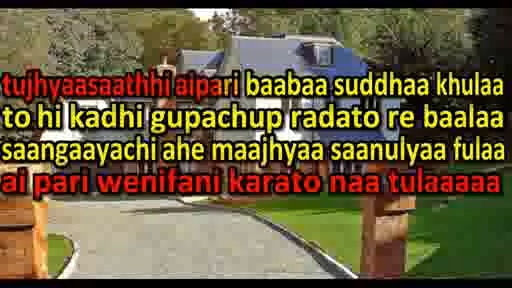 tujhyaasaathhi aipari baabaa suddhaa khulaa
to hi kadhi gupachup radato re baalaa
saangaayachi ahe maajhyaa saanulyaa fulaa
ai pari wenifani karato naa tulaaaaa